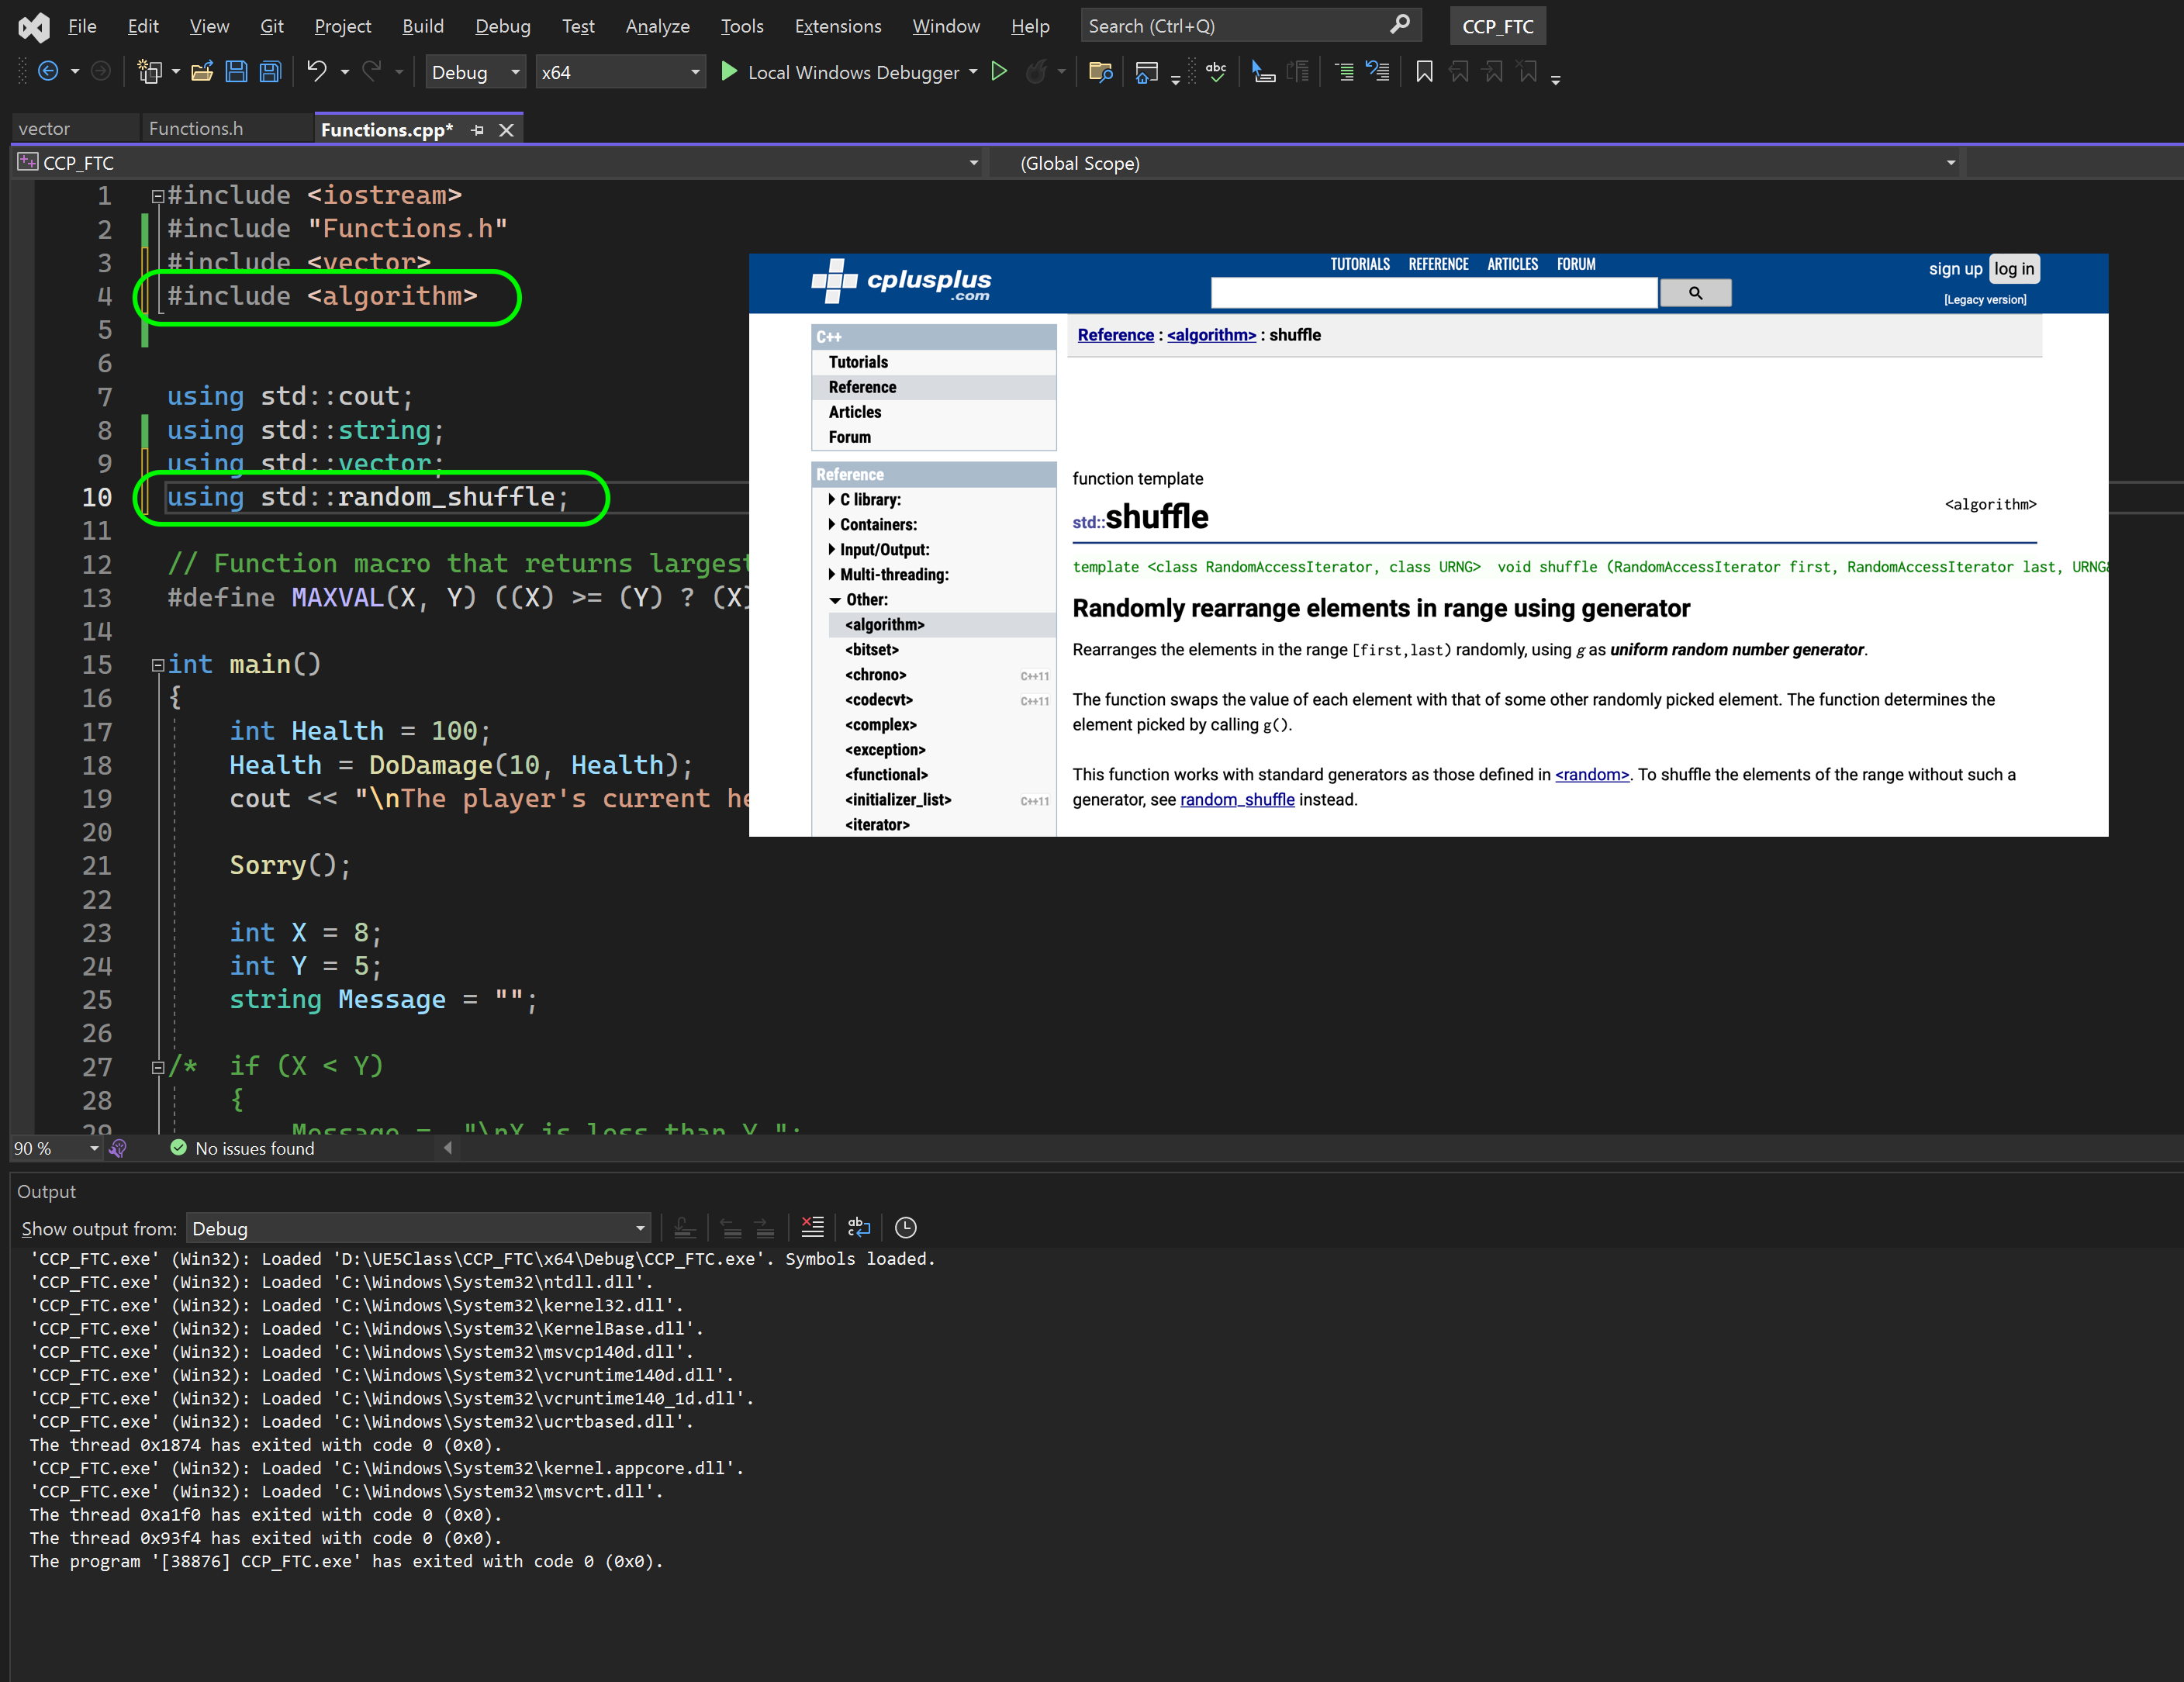 File Edit View Git Project Build Debug Test Analyze Tools Extensions Window Help Search (Ctrl+Q) CCP_FTC
Debug x64 Local Windows Debugger
vector Functions.h Functions.cpp*
CCP_FTC (Global Scope)
1 #include <iostream>
2 #include "Functions.h"
3 #include <vector>
4 #include <algorithm>
5
6
7 using std::cout;
8 using std::string;
9 using std::vector;
10 using std::random_shuffle;
11
12 // Function macro that returns largest
13 #define MAXVAL(X, Y) ((X) >= (Y) ? (X)
14
15 int main()
16 {
17 int Health = 100;
18 Health = DoDamage(10, Health);
19 cout << "\nThe player's current he
20
21 Sorry();
22
23 int X = 8;
24 int Y = 5;
25 string Message = "";
26
27 /* if (X < Y)
28 {
29 Message = "\nX is less than Y.";
cplusplus
.com
TUTORIALS REFERENCE ARTICLES FORUM
sign up log in
[Legacy version]
C++
Tutorials
Reference
Articles
Forum
Reference
C library:
Containers:
Input/Output:
Multi-threading:
Other:
<algorithm>
<bitset>
<chrono> C++11
<codecvt> C++11
<complex>
<exception>
<functional>
<initializer_list> C++11
<iterator>
Reference : <algorithm> : shuffle
function template
<algorithm>
std::shuffle
template <class RandomAccessIterator, class URNG> void shuffle (RandomAccessIterator first, RandomAccessIterator last, URNG&
Randomly rearrange elements in range using generator
Rearranges the elements in the range [first,last) randomly, using g as uniform random number generator.
The function swaps the value of each element with that of some other randomly picked element. The function determines the
element picked by calling g().
This function works with standard generators as those defined in <random>. To shuffle the elements of the range without such a
generator, see random_shuffle instead.
90 % No issues found
Output
Show output from: Debug
'CCP_FTC.exe' (Win32): Loaded 'D:\UE5Class\CCP_FTC\x64\Debug\CCP_FTC.exe'. Symbols loaded.
'CCP_FTC.exe' (Win32): Loaded 'C:\Windows\System32\ntdll.dll'.
'CCP_FTC.exe' (Win32): Loaded 'C:\Windows\System32\kernel32.dll'.
'CCP_FTC.exe' (Win32): Loaded 'C:\Windows\System32\KernelBase.dll'.
'CCP_FTC.exe' (Win32): Loaded 'C:\Windows\System32\msvcp140d.dll'.
'CCP_FTC.exe' (Win32): Loaded 'C:\Windows\System32\vcruntime140d.dll'.
'CCP_FTC.exe' (Win32): Loaded 'C:\Windows\System32\vcruntime140_1d.dll'.
'CCP_FTC.exe' (Win32): Loaded 'C:\Windows\System32\ucrtbased.dll'.
The thread 0x1874 has exited with code 0 (0x0).
'CCP_FTC.exe' (Win32): Loaded 'C:\Windows\System32\kernel.appcore.dll'.
'CCP_FTC.exe' (Win32): Loaded 'C:\Windows\System32\msvcrt.dll'.
The thread 0xa1f0 has exited with code 0 (0x0).
The thread 0x93f4 has exited with code 0 (0x0).
The program '[38876] CCP_FTC.exe' has exited with code 0 (0x0).